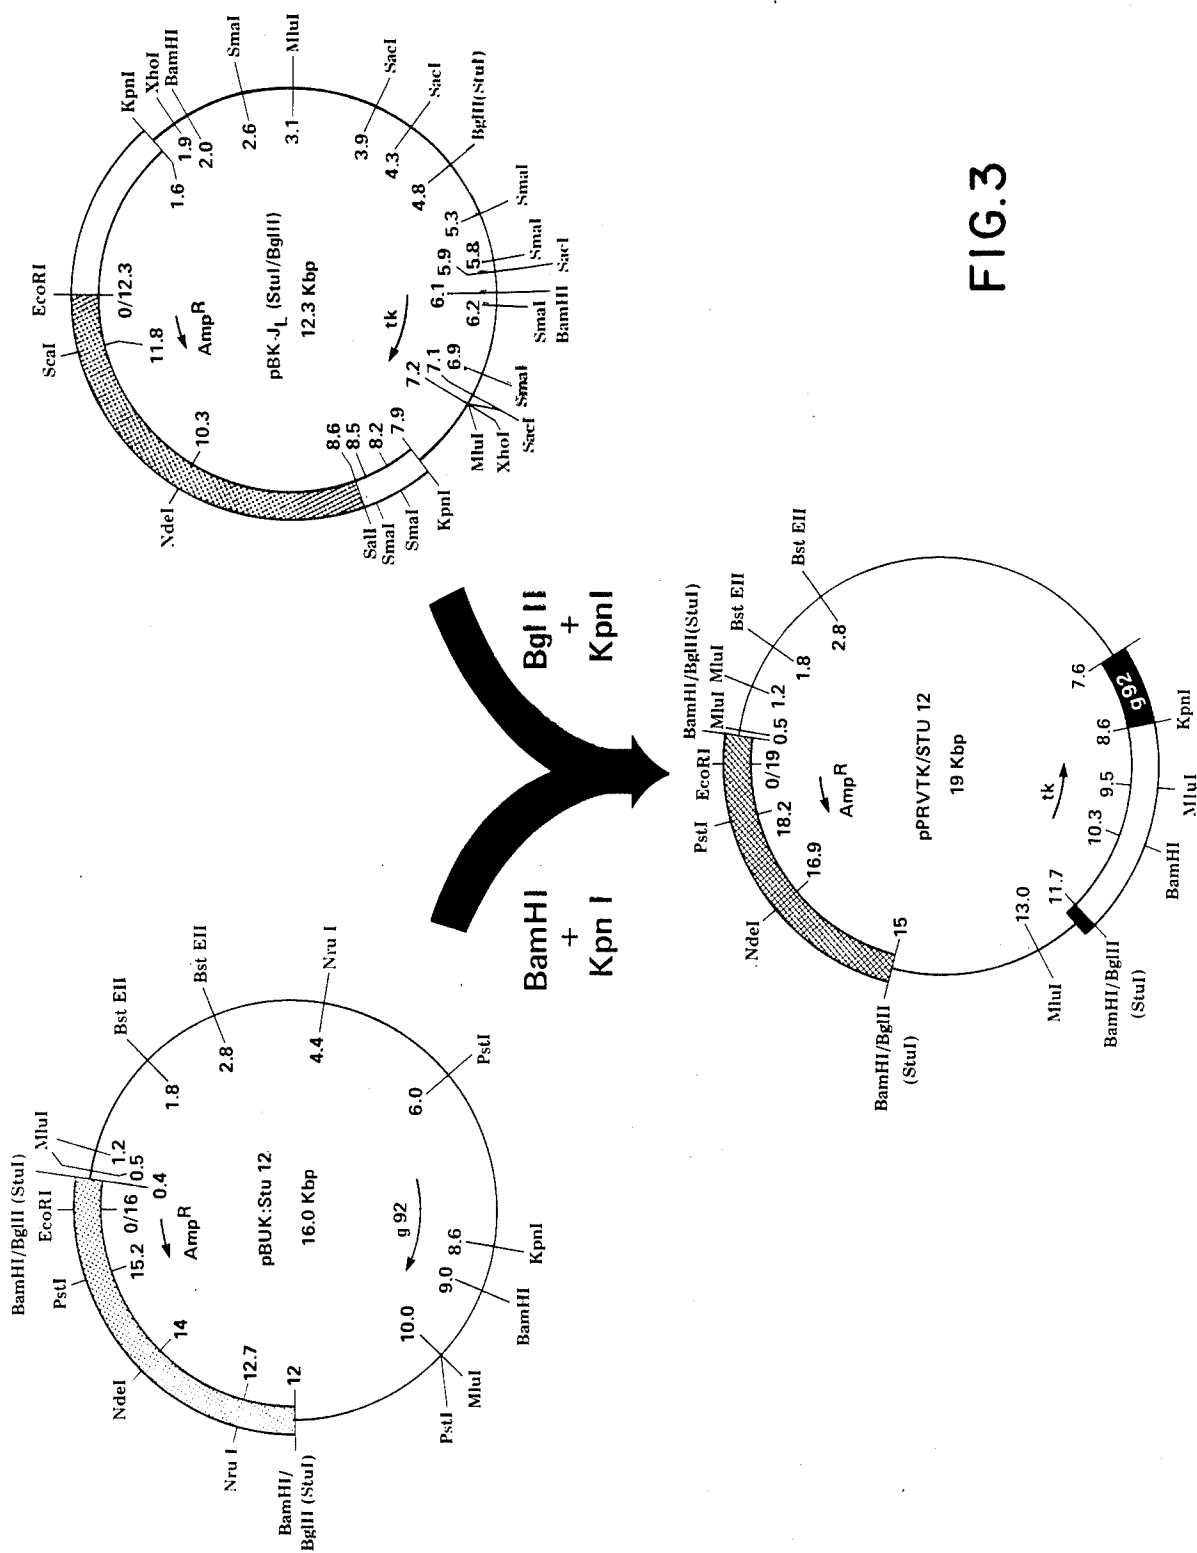 BamHI/BglII (StuI)
EcoRI
PstI
NdeI
Nru I
BamHI/
BglII (StuI)
MluI
Bst EII
Bst EII
Nru I
PstI
KpnI
BamHI
MluI
PstI
0/16
15.2
14
12.7
12
0.4
0.5
1.2
1.8
2.8
4.4
6.0
8.6
9.0
10.0
AmpR
pBUK:Stu 12
16.0 Kbp
g 92
EcoRI
ScaI
NdeI
SalI
SmaI
SmaI
KpnI
MluI
XhoI
SacI
SmaI
SmaI
BamHI
SacI
SmaI
SmaI
BglII(StuI)
SacI
SacI
MluI
SmaI
BamHI
XhoI
KpnI
0/12.3
11.8
10.3
8.6
8.5
8.2
7.9
7.2
7.1
6.9
6.2
6.1
5.9
5.8
5.3
4.8
4.3
3.9
3.1
2.6
2.0
1.9
1.6
AmpR
pBK-JL (StuI/BglII)
12.3 Kbp
tk
BamHI
+
Kpn I
Bgl II
+
KpnI
BamHI/BglII(StuI)
MluI
MluI
Bst EII
Bst EII
EcoRI
PstI
NdeI
BamHI/BglII
(StuI)
MluI
BamHI/BglII
(StuI)
BamHI
MluI
KpnI
g92
0/19
0.5
1.2
1.8
2.8
7.6
8.6
9.5
10.3
11.7
13.0
15
16.9
18.2
AmpR
pPRVTK/STU 12
19 Kbp
tk
FIG.3